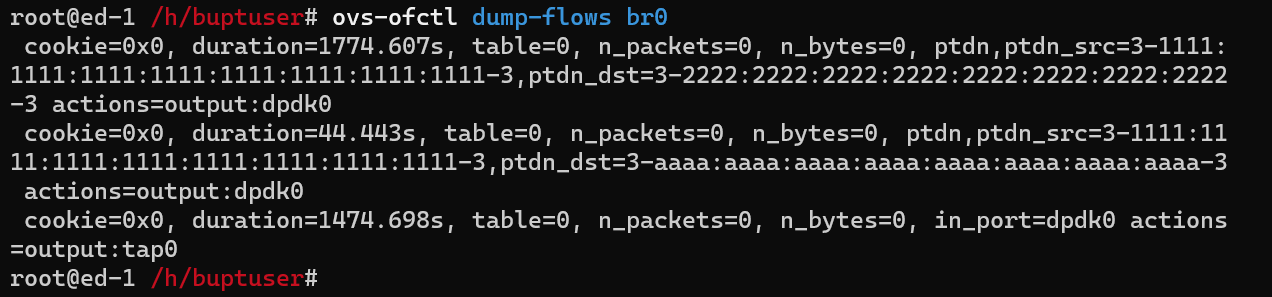 root@ed-1 /h/buptuser# ovs-ofctl dump-flows br0
 cookie=0x0, duration=1774.607s, table=0, n_packets=0, n_bytes=0, ptdn,ptdn_src=3-1111:
1111:1111:1111:1111:1111:1111:1111-3,ptdn_dst=3-2222:2222:2222:2222:2222:2222:2222:2222
-3 actions=output:dpdk0
 cookie=0x0, duration=44.443s, table=0, n_packets=0, n_bytes=0, ptdn,ptdn_src=3-1111:11
11:1111:1111:1111:1111:1111:1111-3,ptdn_dst=3-aaaa:aaaa:aaaa:aaaa:aaaa:aaaa:aaaa:aaaa-3
 actions=output:dpdk0
 cookie=0x0, duration=1474.698s, table=0, n_packets=0, n_bytes=0, in_port=dpdk0 actions
=output:tap0
root@ed-1 /h/buptuser#